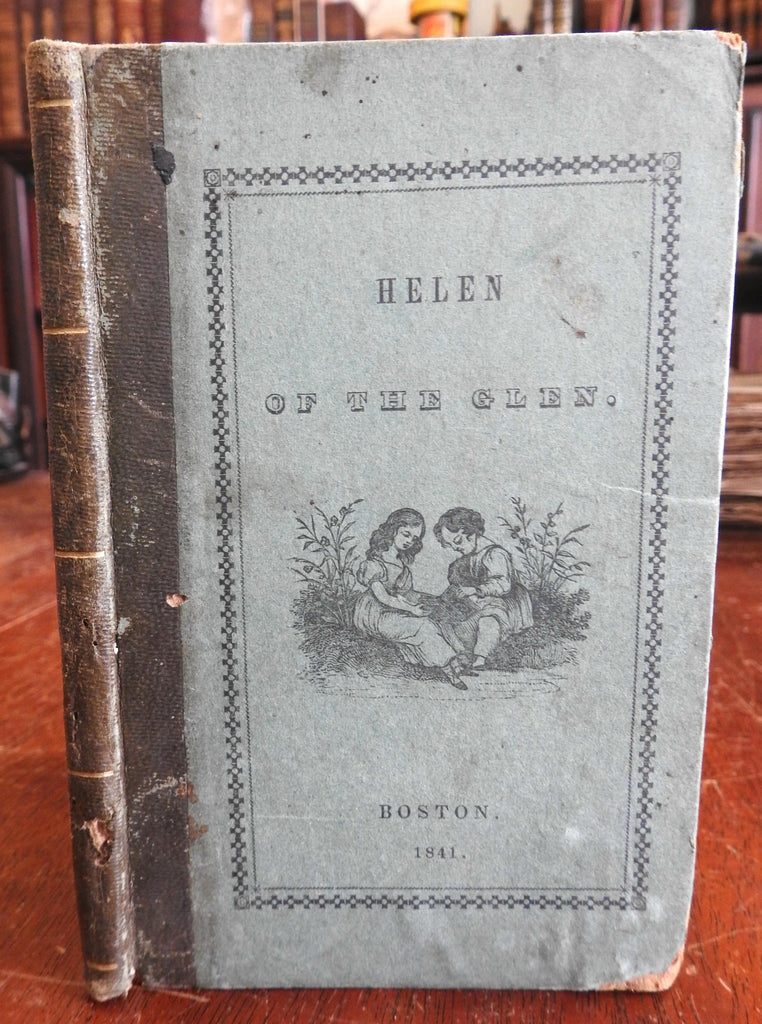 HELEN
OF THE GLEN.
BOSTON.
1841.